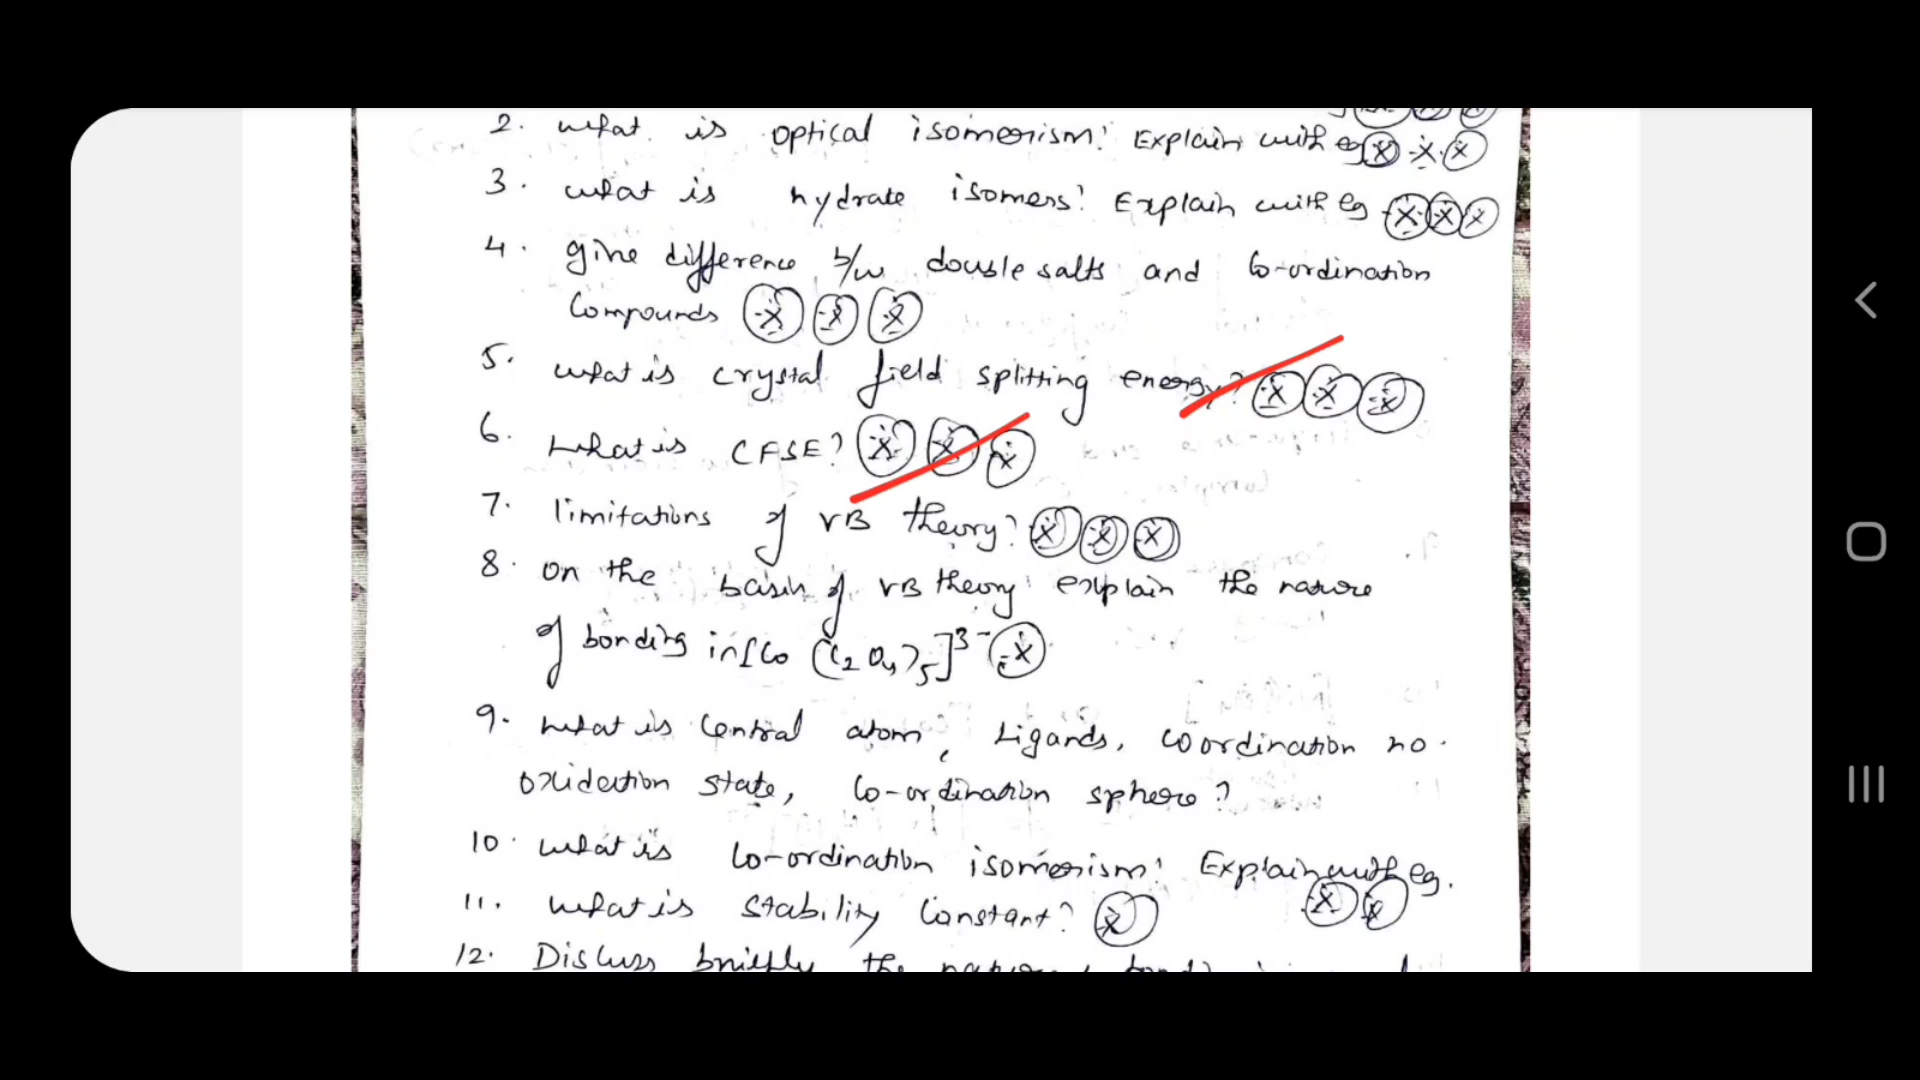 2. what is optical isomerism? Explain with eg
3. what is hydrate isomers? Explain with eg
4. give difference b/w double salts and Co-ordination
Compounds
5. what is crystal field splitting energy?
6. what is CFSE?
7. limitations of VB theory?
8. on the basis of VB theory explain the nature
of bonding in [Co (C2O4)5]3-
9. what is Central atom, Ligands, coordination no.
oxidation state, Co-ordination sphere?
10. what is Co-ordination isomerism? Explain with eg.
11. what is stability Constant?
12. Discuss briefly the